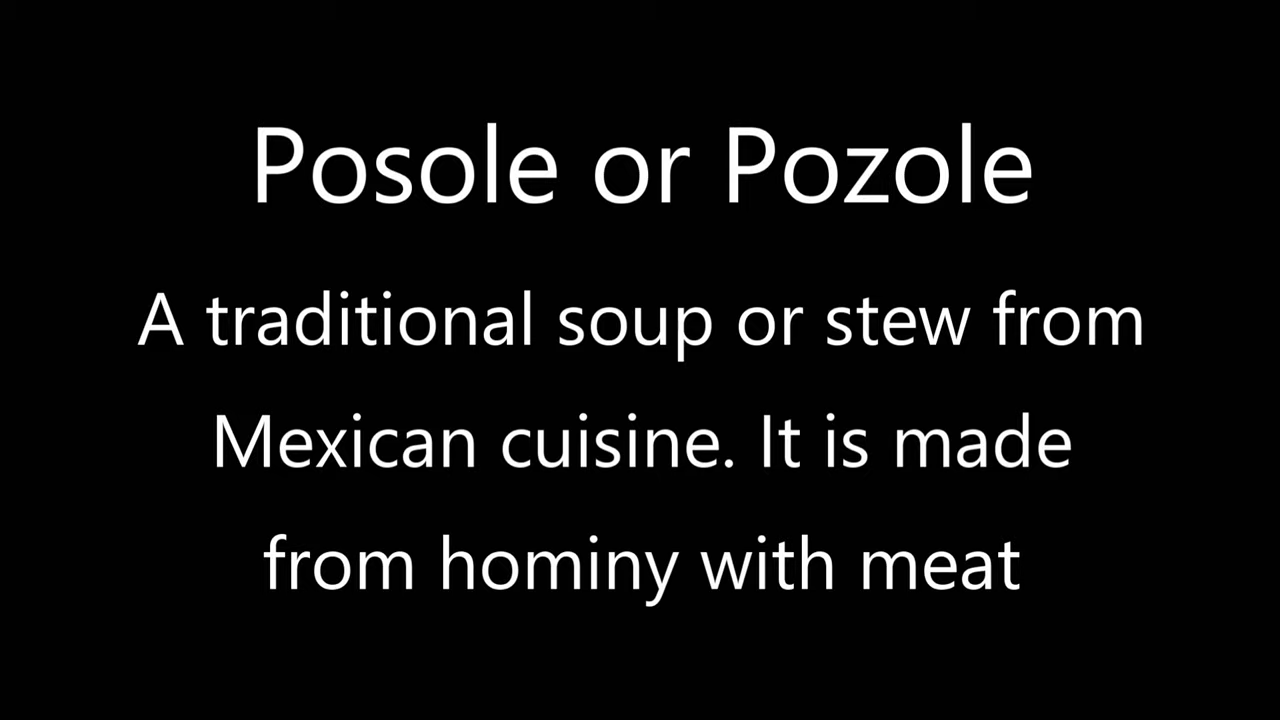 Posole or Pozole
A traditional soup or stew from
Mexican cuisine. It is made
from hominy with meat